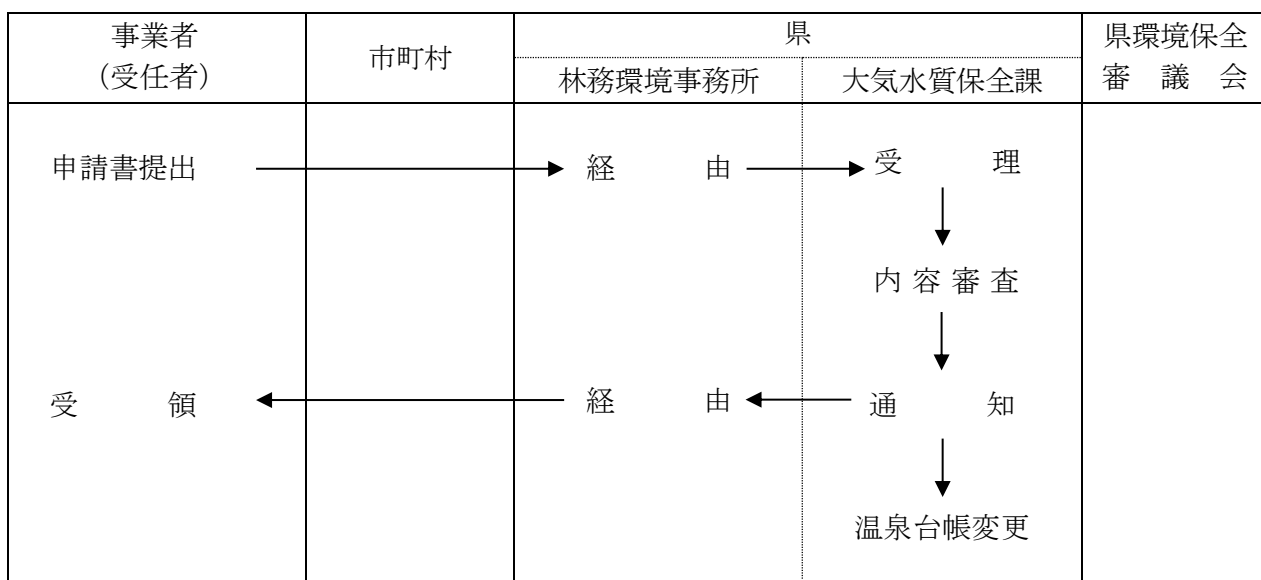 事業者
(受任者)
市町村
県
林務環境事務所
大気水質保全課
県環境保全
審議会
申請書提出
経由
受理
内容審査
受領
経由
通知
温泉台帳変更